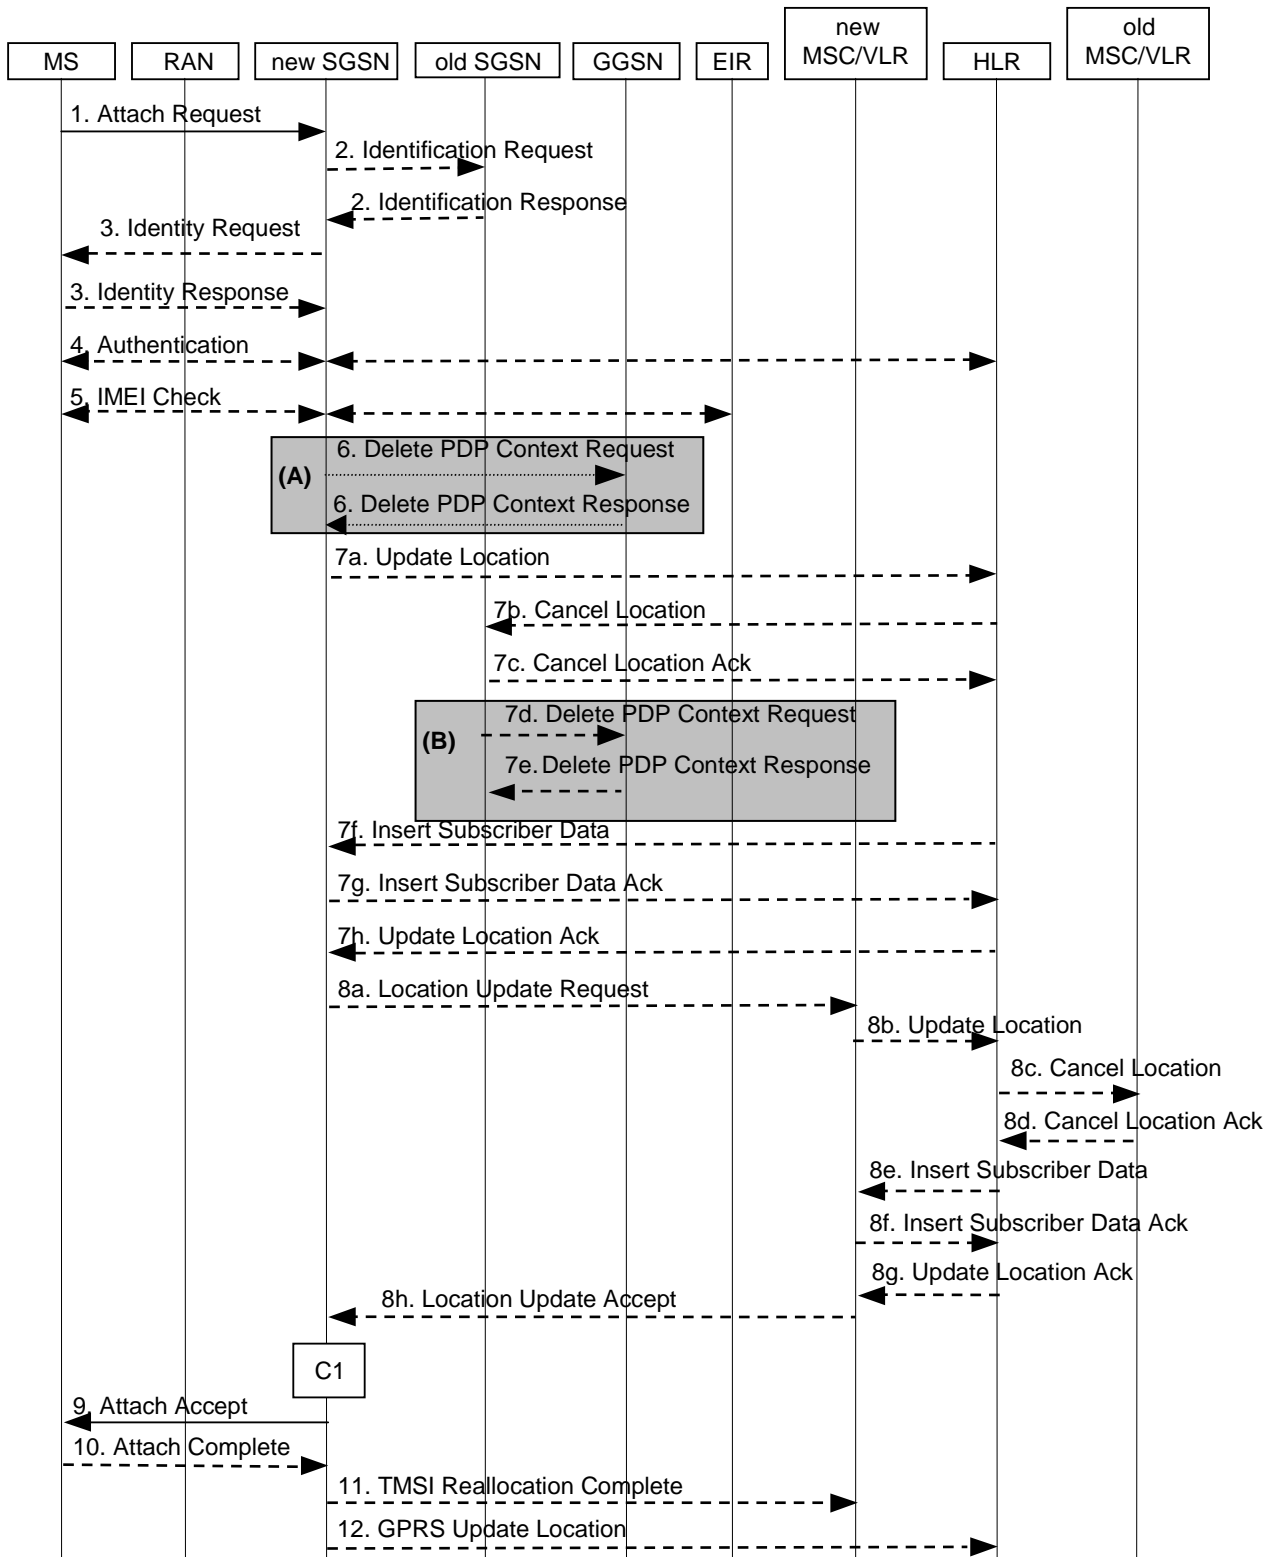 MS
RAN
new SGSN
old SGSN
GGSN
EIR
new
MSC/VLR
HLR
old
MSC/VLR
1. Attach Request
2. Identification Request
2. Identification Response
3. Identity Request
3. Identity Response
4. Authentication
5. IMEI Check
(A)
6. Delete PDP Context Request
6. Delete PDP Context Response
7a. Update Location
7b. Cancel Location
7c. Cancel Location Ack
(B)
7d. Delete PDP Context Request
7e. Delete PDP Context Response
7f. Insert Subscriber Data
7g. Insert Subscriber Data Ack
7h. Update Location Ack
8a. Location Update Request
8b. Update Location
8c. Cancel Location
8d. Cancel Location Ack
8e. Insert Subscriber Data
8f. Insert Subscriber Data Ack
8g. Update Location Ack
8h. Location Update Accept
C1
9. Attach Accept
10. Attach Complete
11. TMSI Reallocation Complete
12. GPRS Update Location